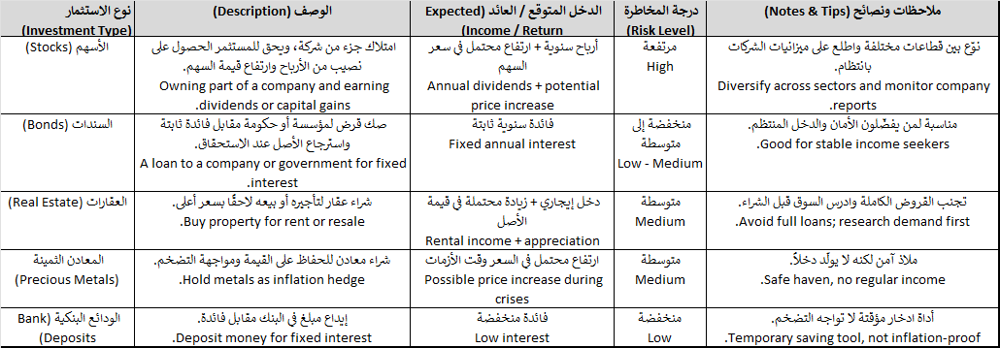 نوع الاستثمار
(Investment Type)
الوصف (Description)
الدخل المتوقع / العائد (Expected
Income / Return)
درجة المخاطرة
(Risk Level)
ملاحظات ونصائح (Notes & Tips)
الأسهم (Stocks)
امتلاك جزء من شركة، ويحق للمستثمر الحصول على
نصيب من الأرباح وارتفاع قيمة السهم.
Owning part of a company and earning
dividends or capital gains.
أرباح سنوية + ارتفاع محتمل في سعر
السهم
Annual dividends + potential
price increase
مرتفعة
High
نوّع بين قطاعات مختلفة واطلع على ميزانيات الشركات
بانتظام.
Diversify across sectors and monitor company
reports.
السندات (Bonds)
صك قرض لمؤسسة أو حكومة مقابل فائدة ثابتة
واسترجاع الأصل عند الاستحقاق.
A loan to a company or government for fixed
interest.
فائدة سنوية ثابتة
Fixed annual interest
منخفضة إلى
متوسطة
Low - Medium
مناسبة لمن يفضّلون الأمان والدخل المنتظم.
Good for stable income seekers.
العقارات (Real Estate)
شراء عقار لتأجيره أو بيعه لاحقًا بسعر أعلى.
Buy property for rent or resale.
دخل إيجاري + زيادة محتملة في قيمة
الأصل
Rental income + appreciation
متوسطة
Medium
تجنب القروض الكاملة وادرس السوق قبل الشراء.
Avoid full loans; research demand first.
المعادن الثمينة
(Precious Metals)
شراء معادن للحفاظ على القيمة ومواجهة التضخم.
Hold metals as inflation hedge.
ارتفاع محتمل في السعر وقت الأزمات
Possible price increase during
crises
متوسطة
Medium
ملاذ آمن لكنه لا يولّد دخلاً.
Safe haven, no regular income.
الودائع البنكية (Bank
Deposits)
إيداع مبلغ في البنك مقابل فائدة.
Deposit money for fixed interest.
فائدة منخفضة
Low interest
منخفضة
Low
أداة ادخار مؤقتة لا تواجه التضخم.
Temporary saving tool, not inflation-proof.